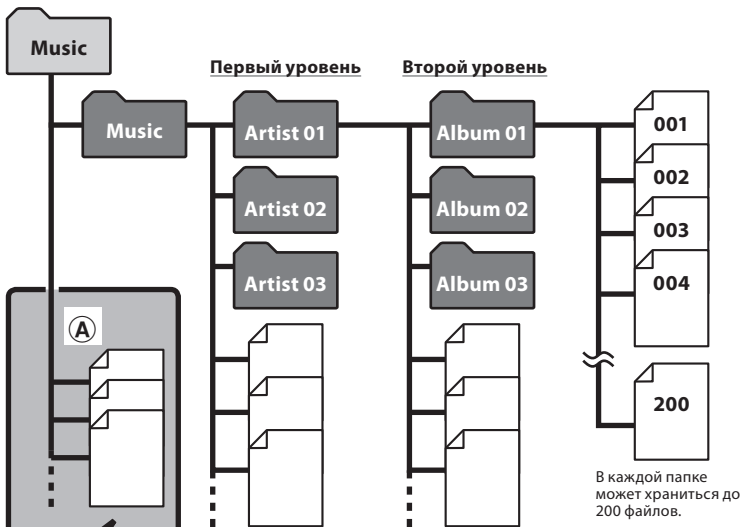 Music
Первый уровень
Второй уровень
Music
Artist 01
Album 01
001
Artist 02
Album 02
002
003
Artist 03
Album 03
004
A
200
В каждой папке
может храниться до
200 файлов.